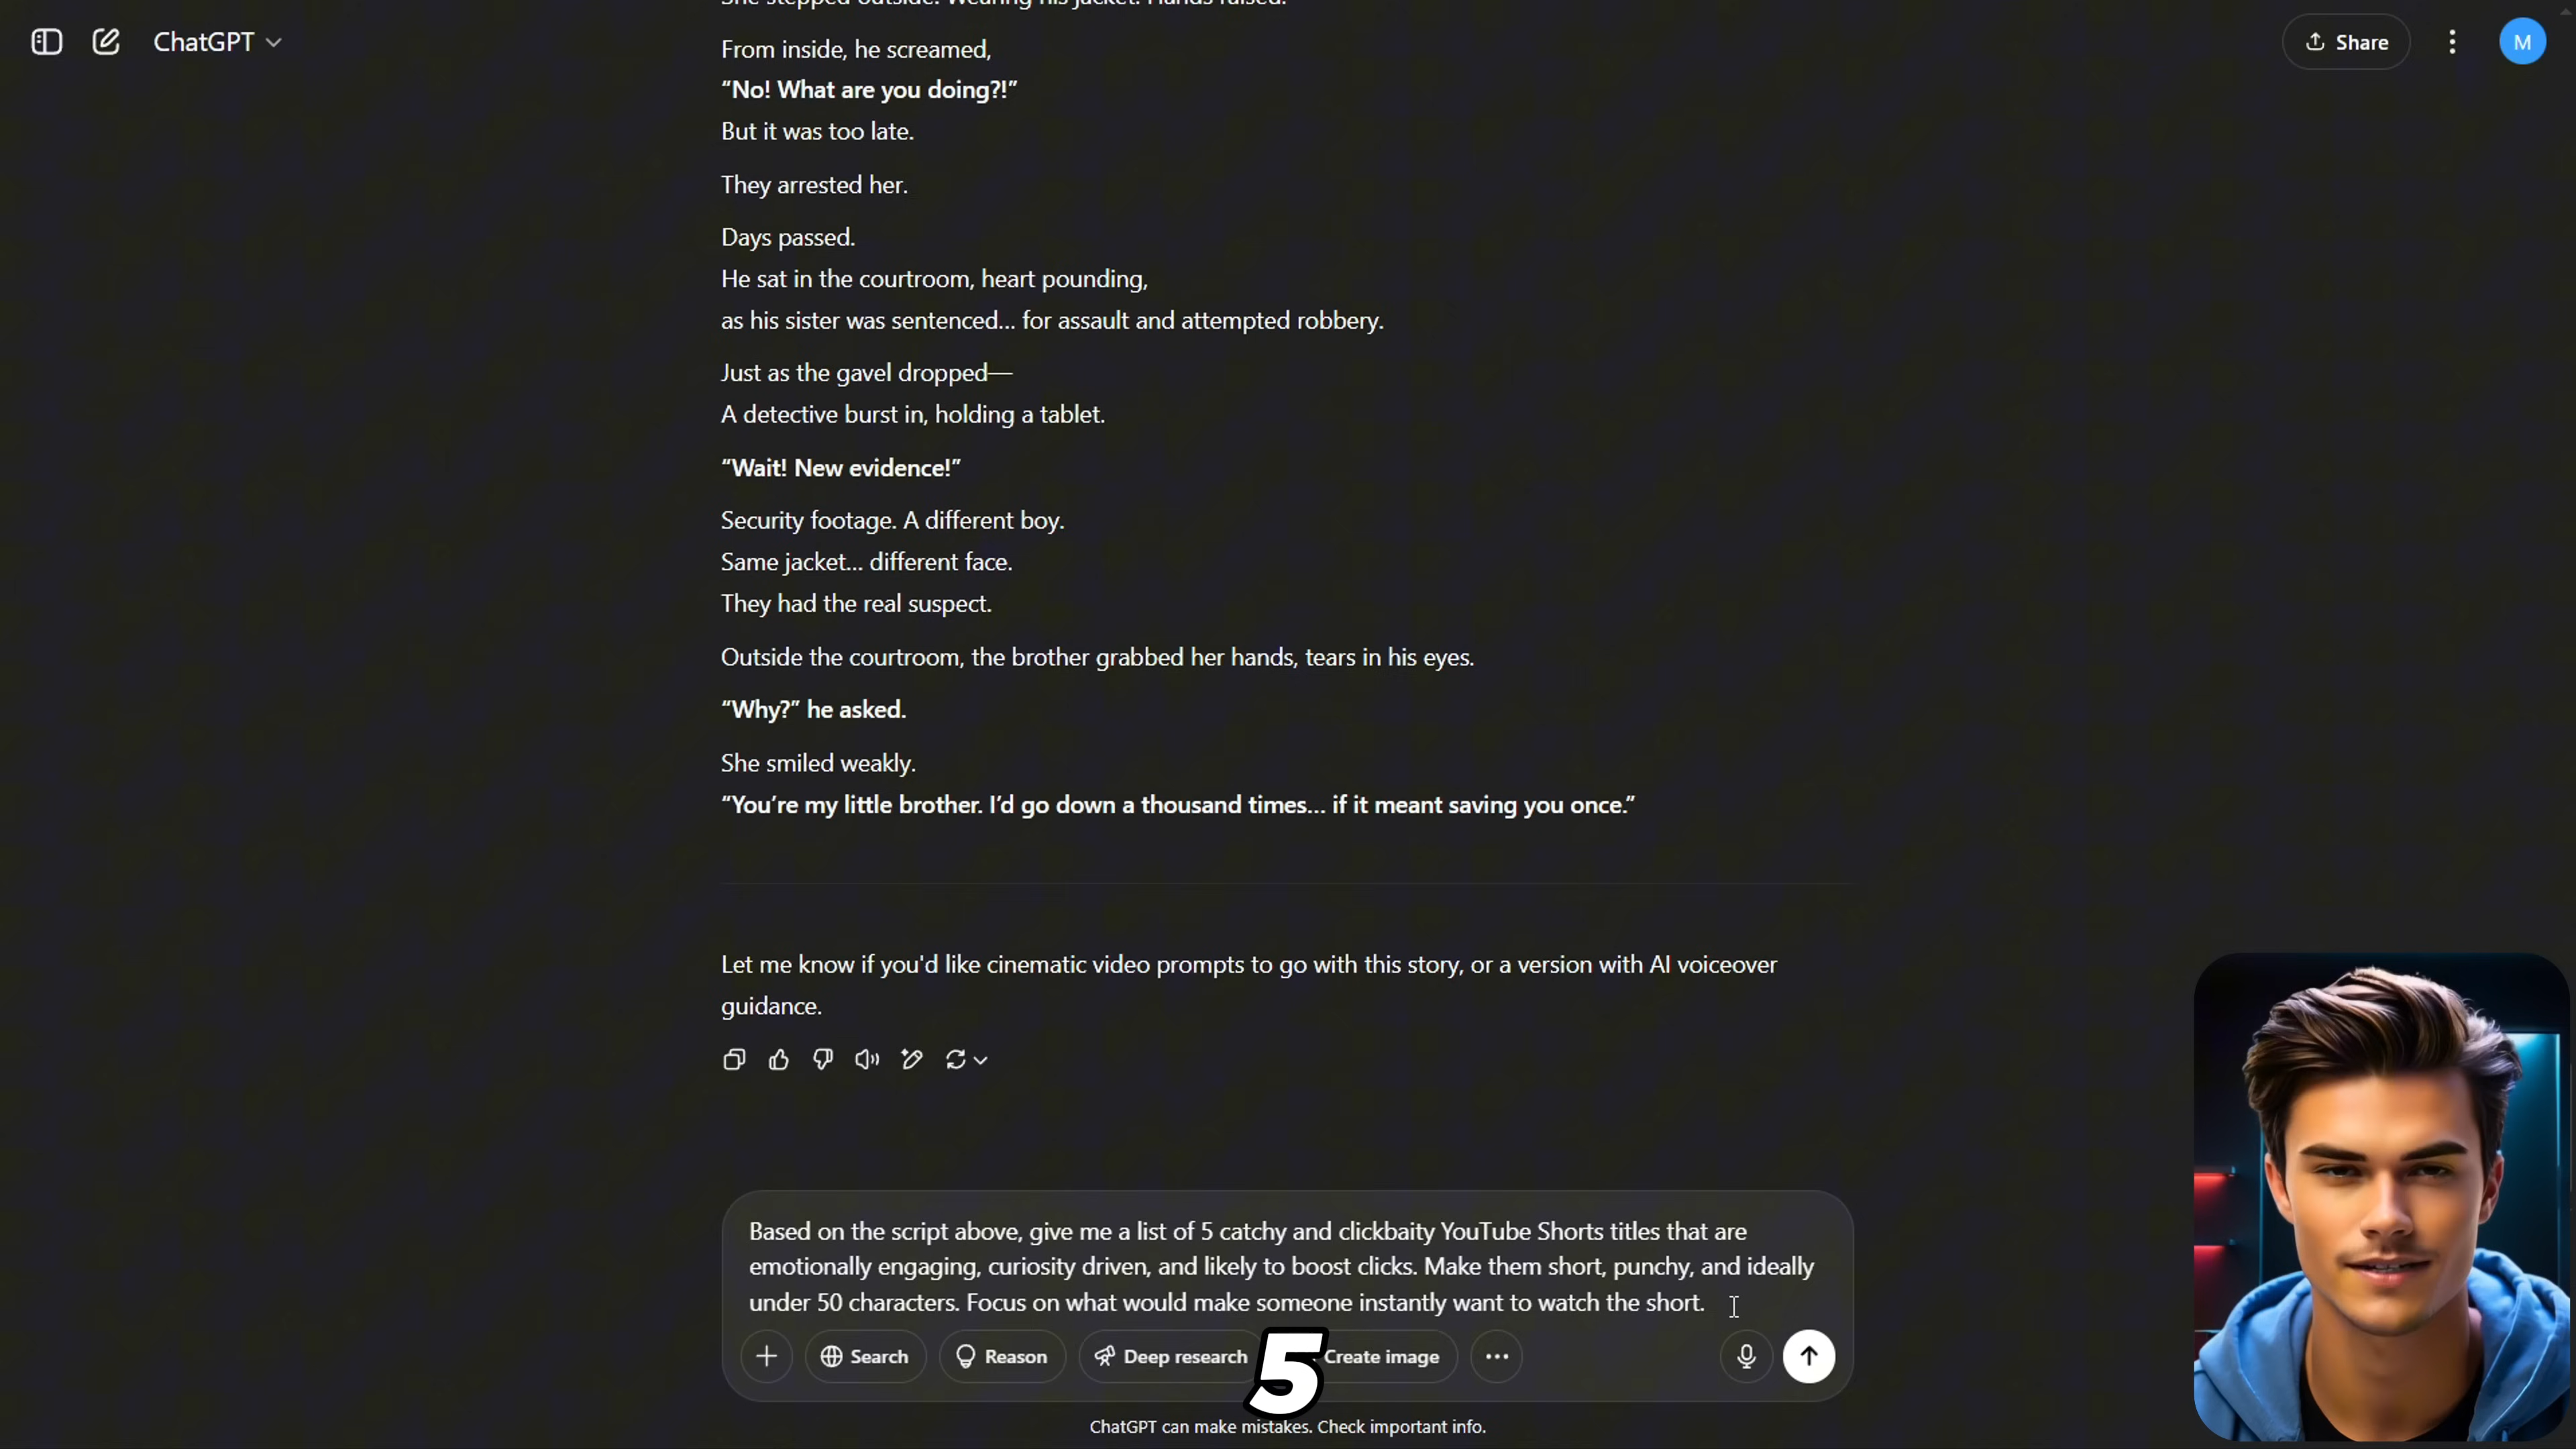 She stepped outside. Wearing his jacket. Hands raised.
ChatGPT
Share
M
From inside, he screamed,
“No! What are you doing?!”
But it was too late.
They arrested her.
Days passed.
He sat in the courtroom, heart pounding,
as his sister was sentenced... for assault and attempted robbery.
Just as the gavel dropped—
A detective burst in, holding a tablet.
“Wait! New evidence!”
Security footage. A different boy.
Same jacket... different face.
They had the real suspect.
Outside the courtroom, the brother grabbed her hands, tears in his eyes.
“Why?” he asked.
She smiled weakly.
“You’re my little brother. I’d go down a thousand times... if it meant saving you once.”
Let me know if you'd like cinematic video prompts to go with this story, or a version with AI voiceover
guidance.
Based on the script above, give me a list of 5 catchy and clickbaity YouTube Shorts titles that are
emotionally engaging, curiosity driven, and likely to boost clicks. Make them short, punchy, and ideally
under 50 characters. Focus on what would make someone instantly want to watch the short.
Search
Reason
Deep research
Create image
5
ChatGPT can make mistakes. Check important info.